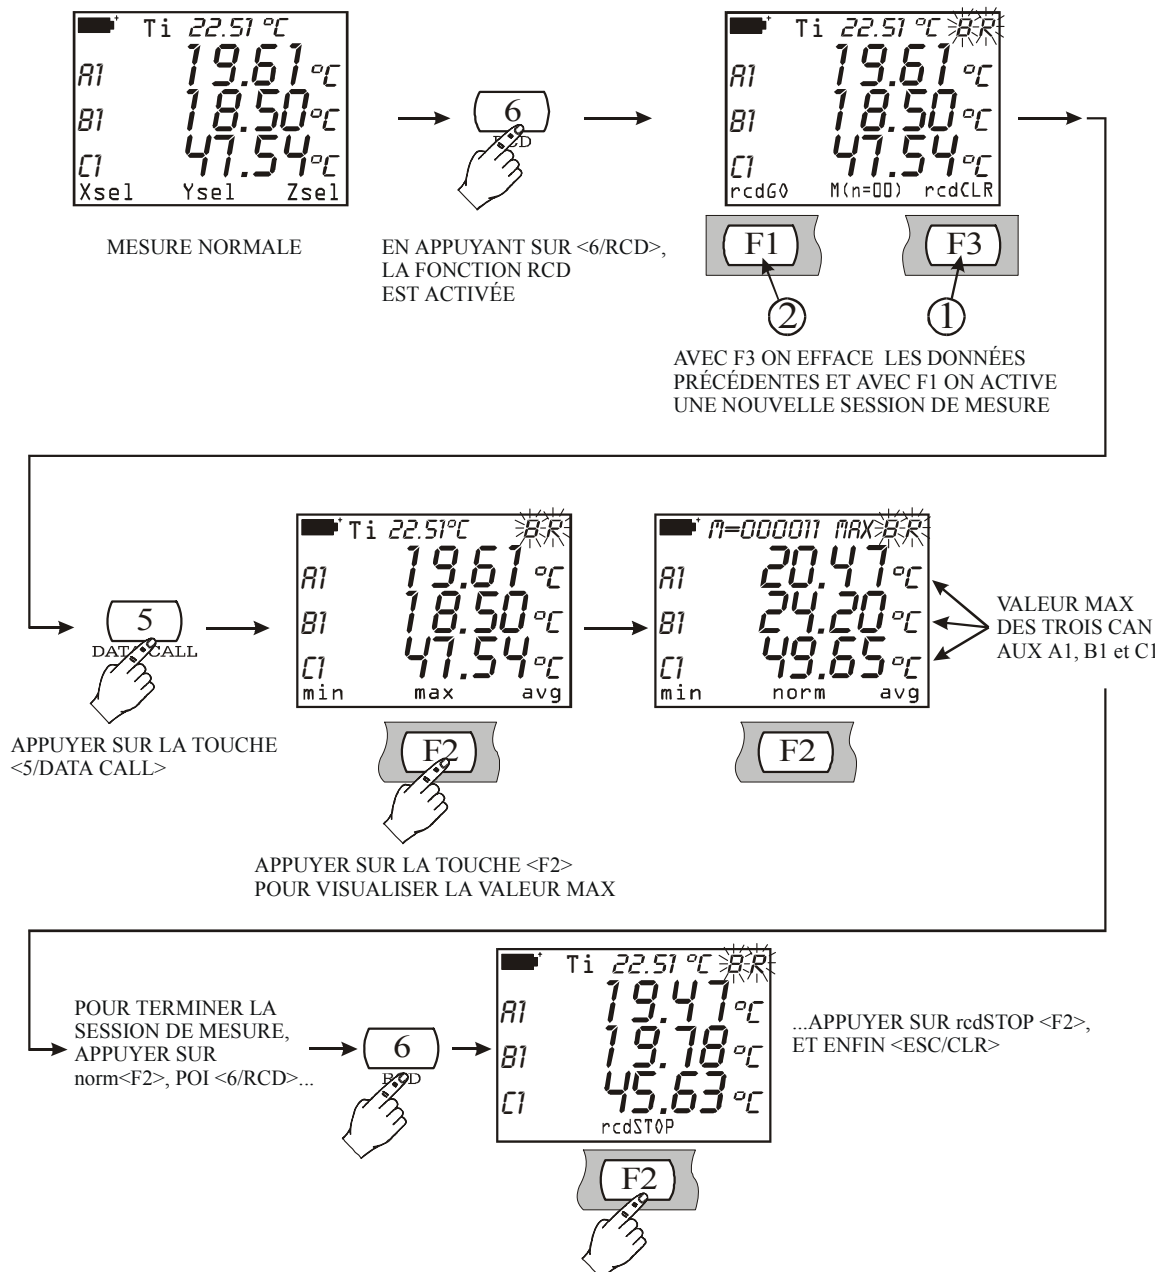 Ti 22.51 °C
A1 19.61 °C
B1 18.50 °C
C1 47.54 °C
Xsel Ysel Zsel
MESURE NORMALE
6
RCD
EN APPUYANT SUR <6/RCD>,
LA FONCTION RCD
EST ACTIVÉE
Ti 22.51 °C BR
A1 19.61 °C
B1 18.50 °C
C1 47.54 °C
rcdGO M(n=00) rcdCLR
F1 F3
2 1
AVEC F3 ON EFFACE LES DONNÉES
PRÉCÉDENTES ET AVEC F1 ON ACTIVE
UNE NOUVELLE SESSION DE MESURE
5
DATA CALL
APPUYER SUR LA TOUCHE
<5/DATA CALL>
Ti 22.51°C BR
A1 19.61 °C
B1 18.50 °C
C1 47.54 °C
min max avg
F2
APPUYER SUR LA TOUCHE <F2>
POUR VISUALISER LA VALEUR MAX
M=000011 MAX BR
A1 20.47 °C
B1 24.20 °C
C1 49.65 °C
min norm avg
F2
VALEUR MAX
DES TROIS CAN
AUX A1, B1 et C1
POUR TERMINER LA
SESSION DE MESURE,
APPUYER SUR
norm<F2>, POI <6/RCD>...
6
RCD
Ti 22.51 °C BR
A1 19.47 °C
B1 19.78 °C
C1 45.63 °C
rcdSTOP
F2
...APPUYER SUR rcdSTOP <F2>,
ET ENFIN <ESC/CLR>